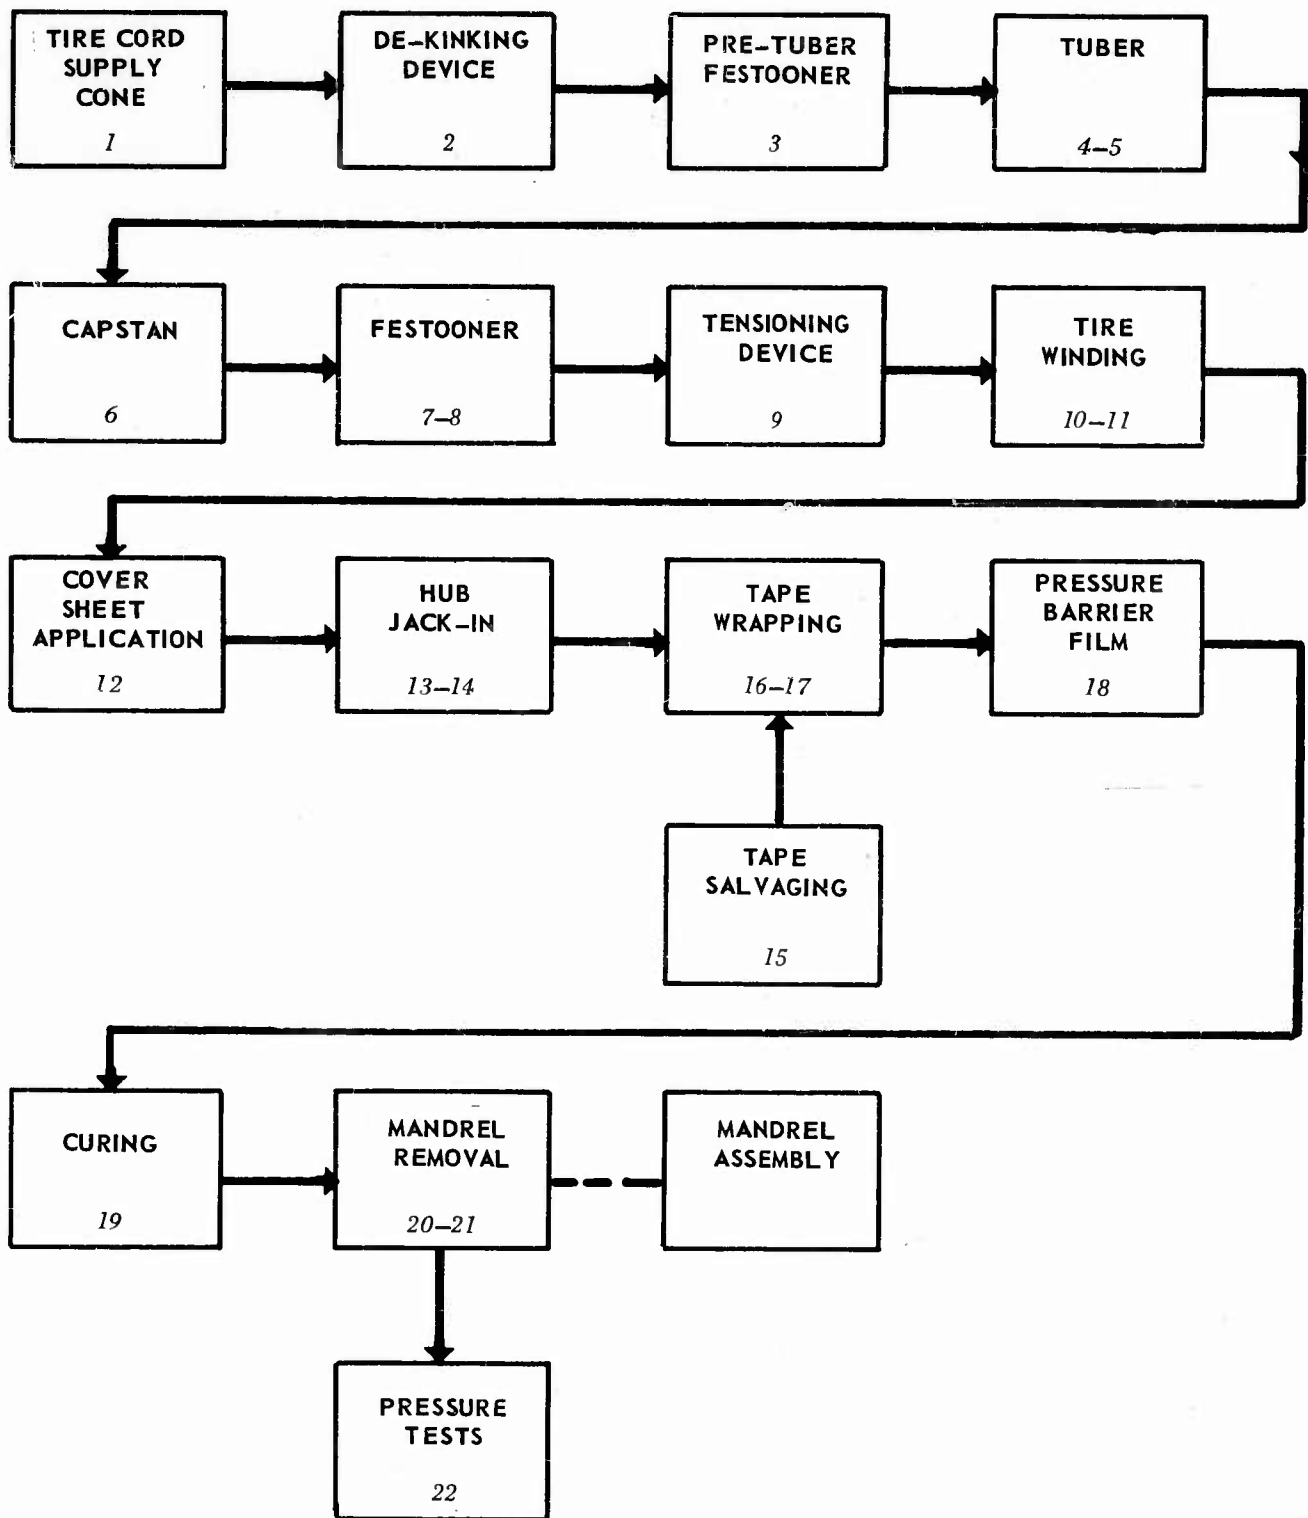 TIRE CORD
SUPPLY
CONE
1
DE-KINKING
DEVICE
2
PRE-TUBER
FESTOONER
3
TUBER
4-5
CAPSTAN
6
FESTOONER
7-8
TENSIONING
DEVICE
9
TIRE
WINDING
10-11
COVER
SHEET
APPLICATION
12
HUB
JACK-IN
13-14
TAPE
WRAPPING
16-17
PRESSURE
BARRIER
FILM
18
TAPE
SALVAGING
15
CURING
19
MANDREL
REMOVAL
20-21
MANDREL
ASSEMBLY
PRESSURE
TESTS
22